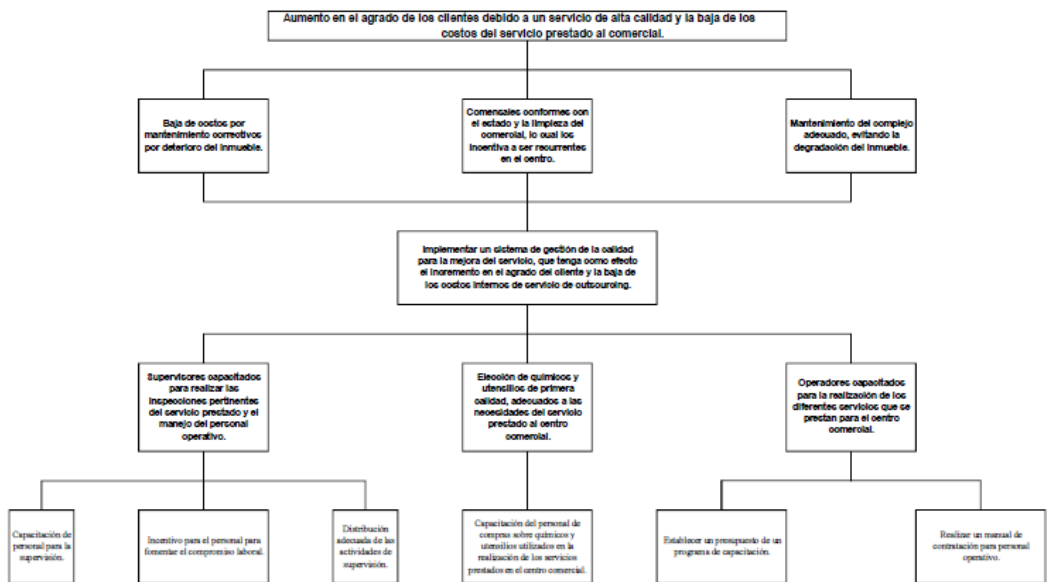 Aumento en el agrado de los clientes debido a un servicio de alta calidad y la baja de los
costos del servicio prestado al comercial.
Baja de costos por
mantenimiento correctivos
por deterioro del inmueble.
Comensales conformes con
el estado y la limpieza del
comercial, lo cual los
incentiva a ser recurrentes
en el centro.
Mantenimiento del complejo
adecuado, evitando la
degradación del inmueble.
Implementar un sistema de gestión de la calidad
para la mejora del servicio, que tenga como efecto
el incremento en el agrado del cliente y la baja de
los costos internos de servicio de outsourcing.
Supervisores capacitados
para realizar las
inspecciones pertinentes
del servicio prestado y el
manejo del personal
operativo.
Elección de químicos y
utensilios de primera
calidad, adecuados a las
necesidades del servicio
prestado al centro
comercial.
Operadores capacitados
para la realización de los
diferentes servicios que se
prestan para el centro
comercial.
Capacitación de
personal para la
supervisión.
Incentivo para el personal para
fomentar el compromiso laboral.
Distribución
adecuada de las
actividades de
supervisión.
Capacitación del personal de
compras sobre químicos y
utensilios utilizados en la
realización de los servicios
prestados en el centro comercial.
Establecer un presupuesto de un
programa de capacitación.
Realizar un manual de
contratación para personal
operativo.